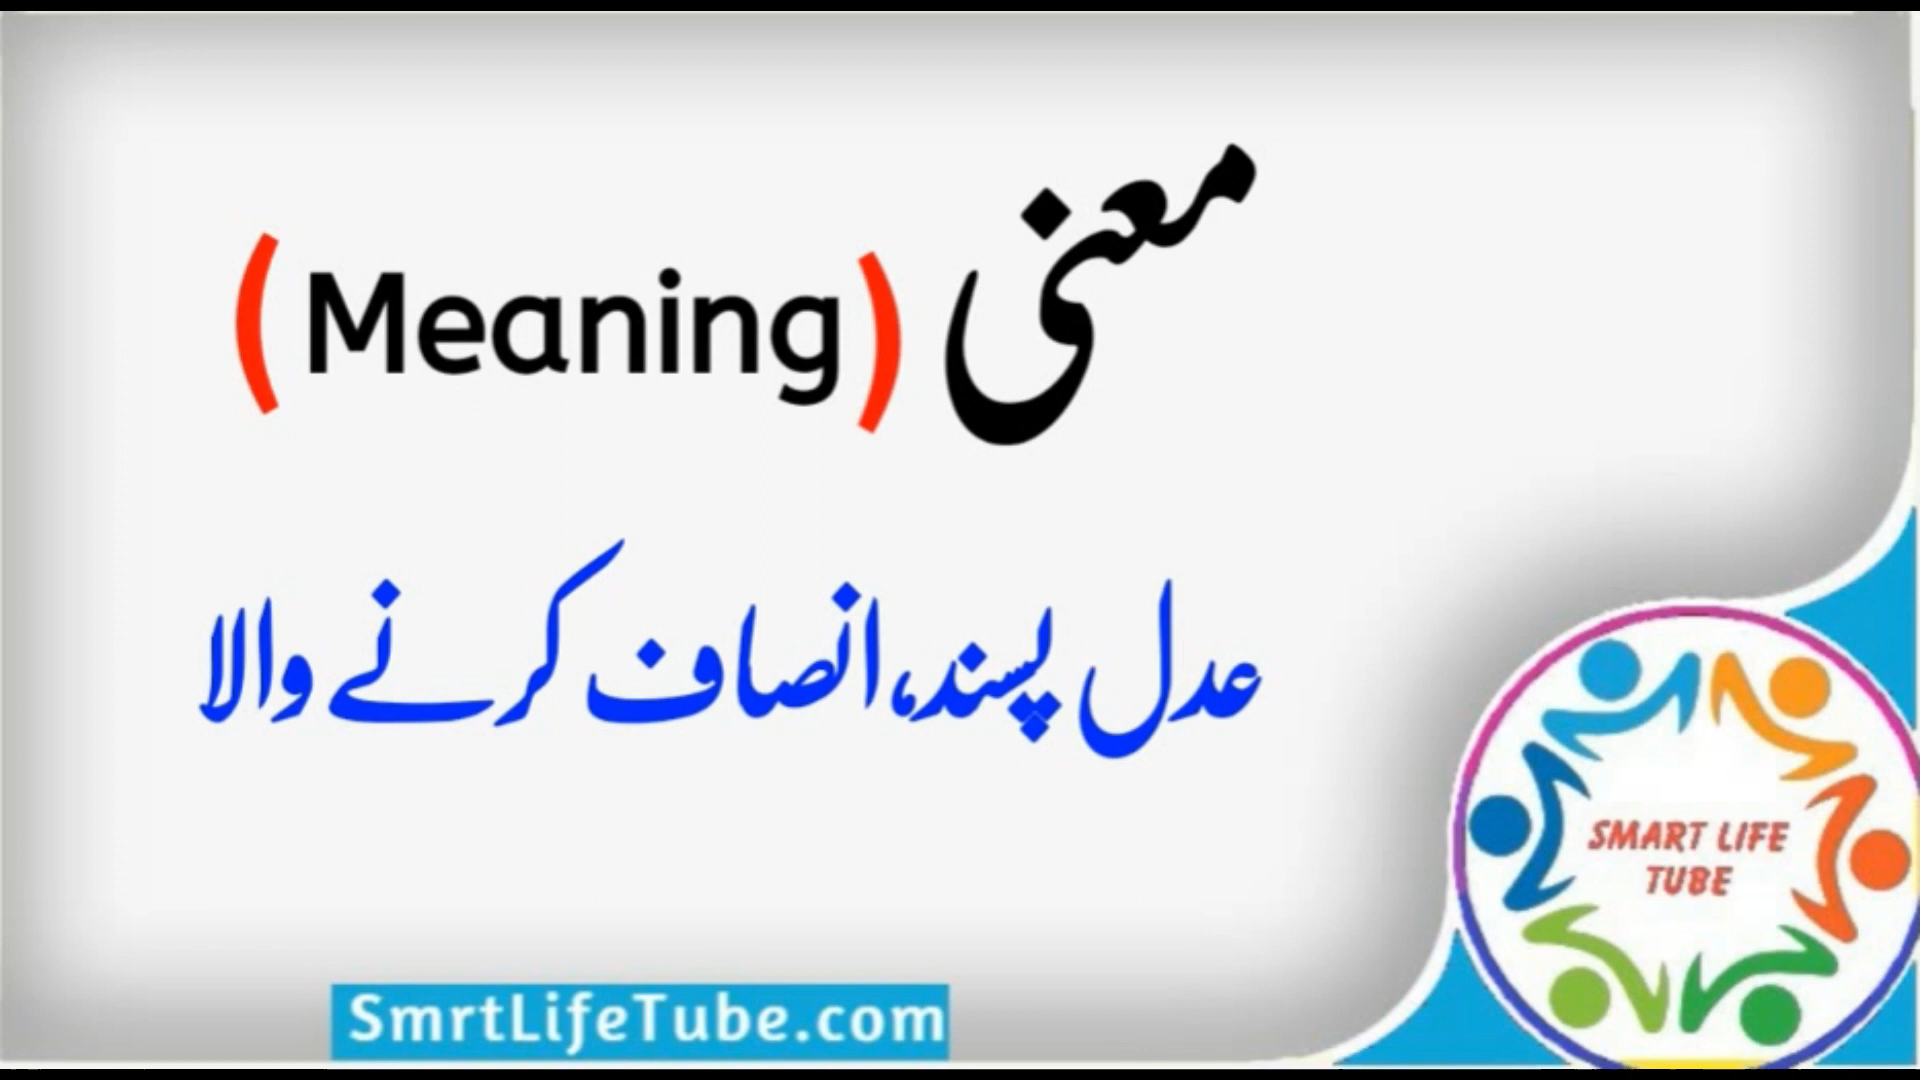 معنی (Meaning)
عدل پسند، انصاف کرنے والا
SMART LIFE
TUBE
SmrtLifeTube.com